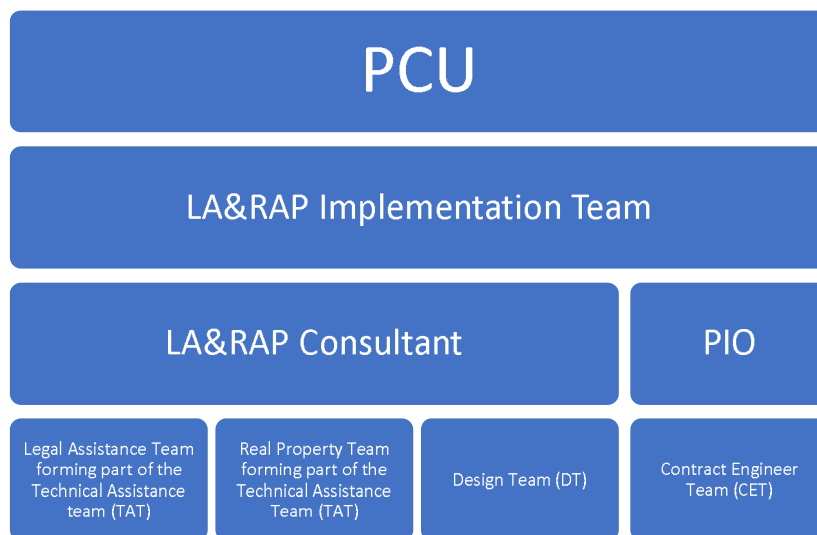 PCU
LA&RAP Implementation Team
LA&RAP Consultant
PIO
Legal Assistance Team
forming part of the
Technical Assistance
team (TAT)
Real Property Team
forming part of the
Technical Assistance
Team (TAT)
Design Team (DT)
Contract Engineer
Team (CET)